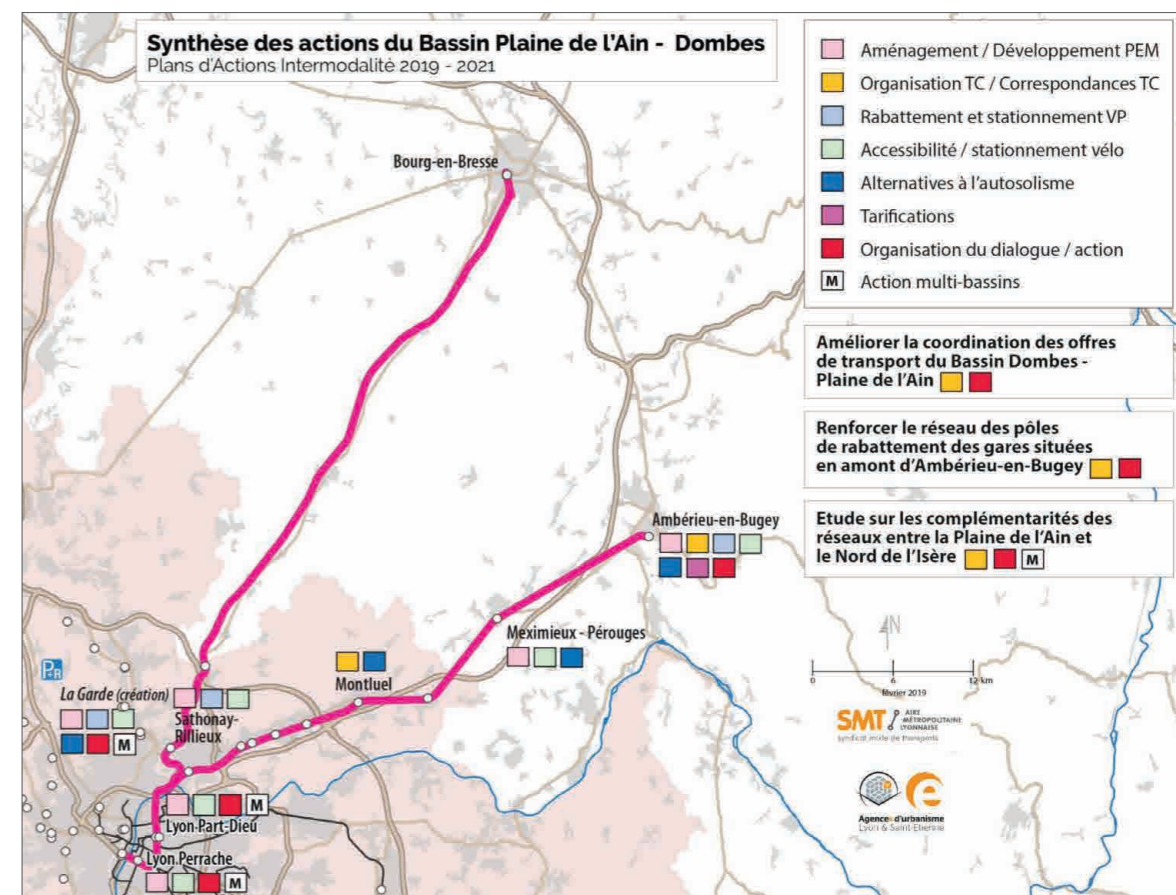 Synthèse des actions du Bassin Plaine de l'Ain - Dombes
Plans d'Actions Intermodalité 2019 - 2021
Aménagement / Développement PEM
Organisation TC / Correspondances TC
Rabattement et stationnement VP
Accessibilité / stationnement vélo
Alternatives à l'autosolisme
Tarifications
Organisation du dialogue / action
M Action multi-bassins
Améliorer la coordination des offres
de transport du Bassin Dombes -
Plaine de l'Ain
Renforcer le réseau des pôles
de rabattement des gares situées
en amont d'Ambérieu-en-Bugey
Etude sur les complémentarités des
réseaux entre la Plaine de l'Ain et
le Nord de l'Isère M
Bourg-en-Bresse
Ambérieu-en-Bugey
Meximieux - Pérouges
Montluel
P+R
La Garde (création)
M
Sathonay-
Rillieux
M
Lyon Part-Dieu
Lyon Perrache
M
N
0 6 12 km
février 2019
SMT AIRE
MÉTROPOLITAINE
LYONNAISE
syndicat mixte de transports
e
Agences d'urbanisme
Lyon & Saint-Etienne